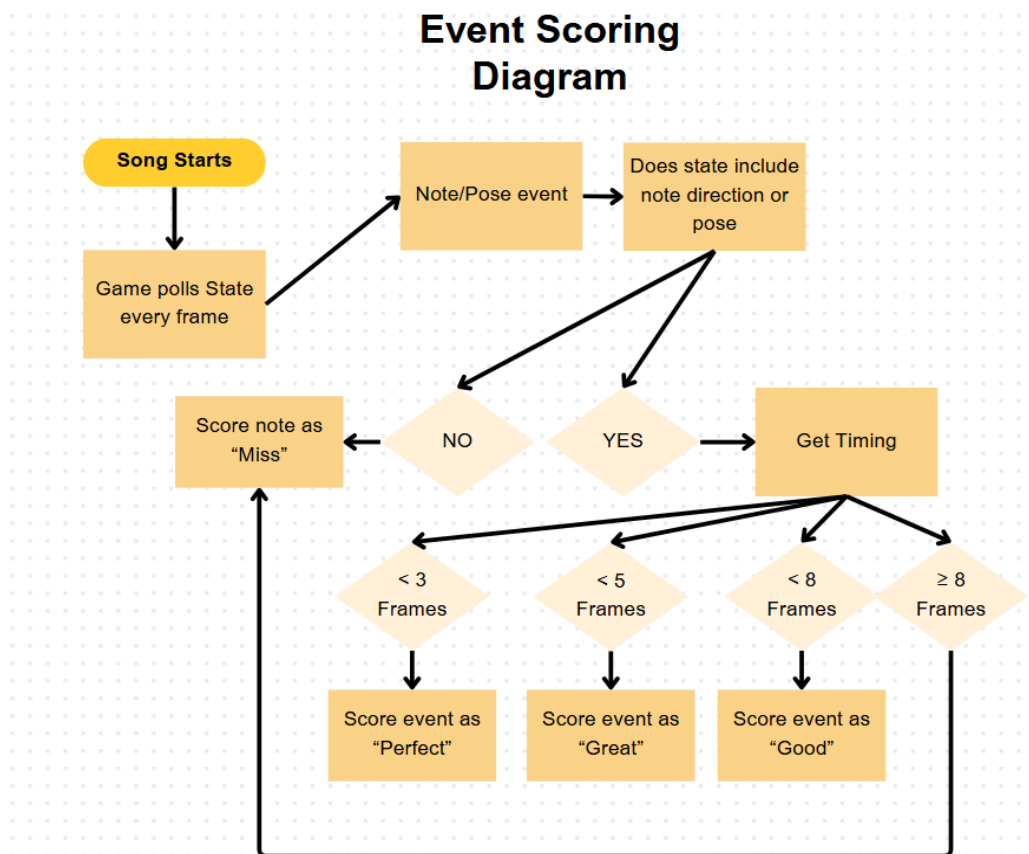 Event Scoring
Diagram
Song Starts
Game polls State
every frame
Note/Pose event
Does state include
note direction or
pose
NO
YES
Score note as
“Miss”
Get Timing
< 3
Frames
< 5
Frames
< 8
Frames
≥ 8
Frames
Score event as
“Perfect”
Score event as
“Great”
Score event as
“Good”